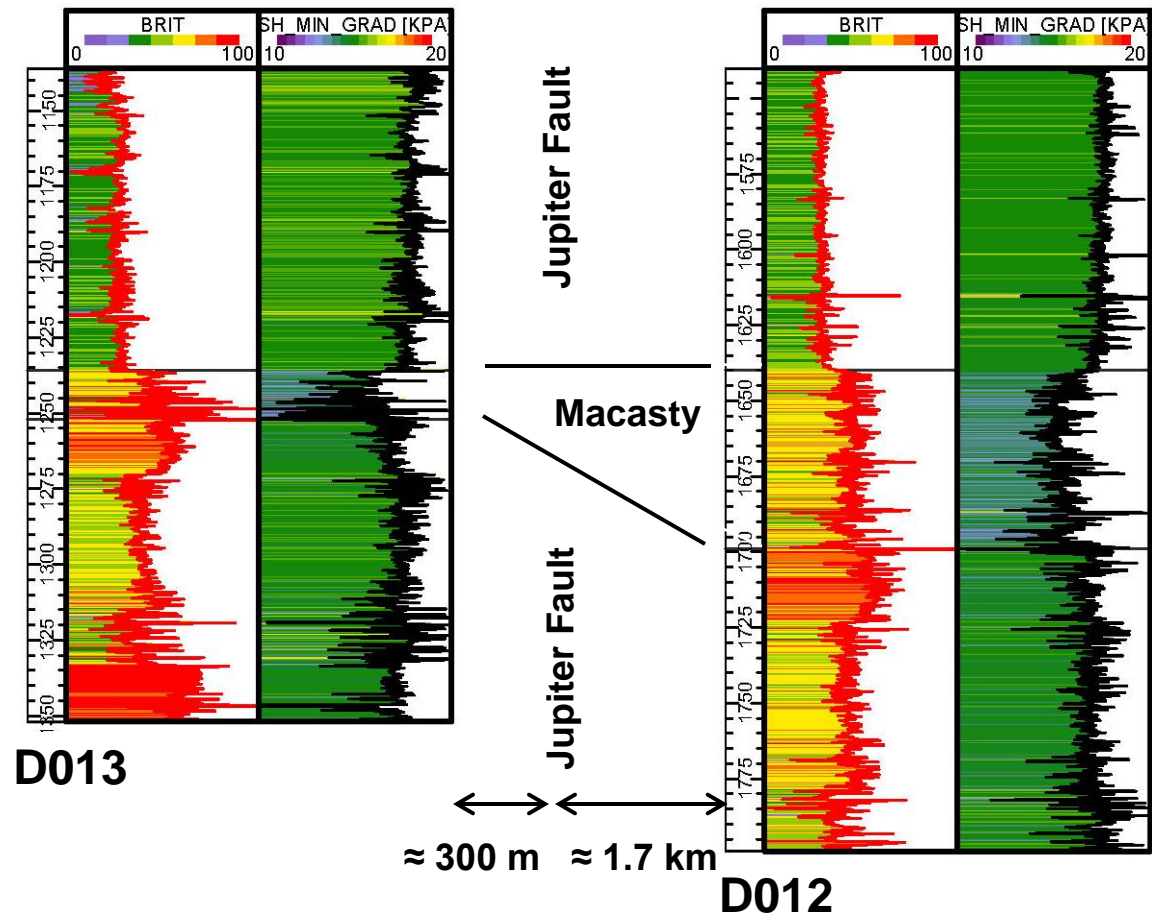 BRIT
0 100
SH_MIN_GRAD [KPA/
10 20
1150
1175
1200
1225
1250
1275
1300
1325
1350
D013
Jupiter Fault
Macasty
Jupiter Fault
≈ 300 m ≈ 1.7 km
BRIT
0 100
SH_MIN_GRAD [KPA/
10 20
1575
1600
1625
1650
1675
1700
1725
1750
1775
D012